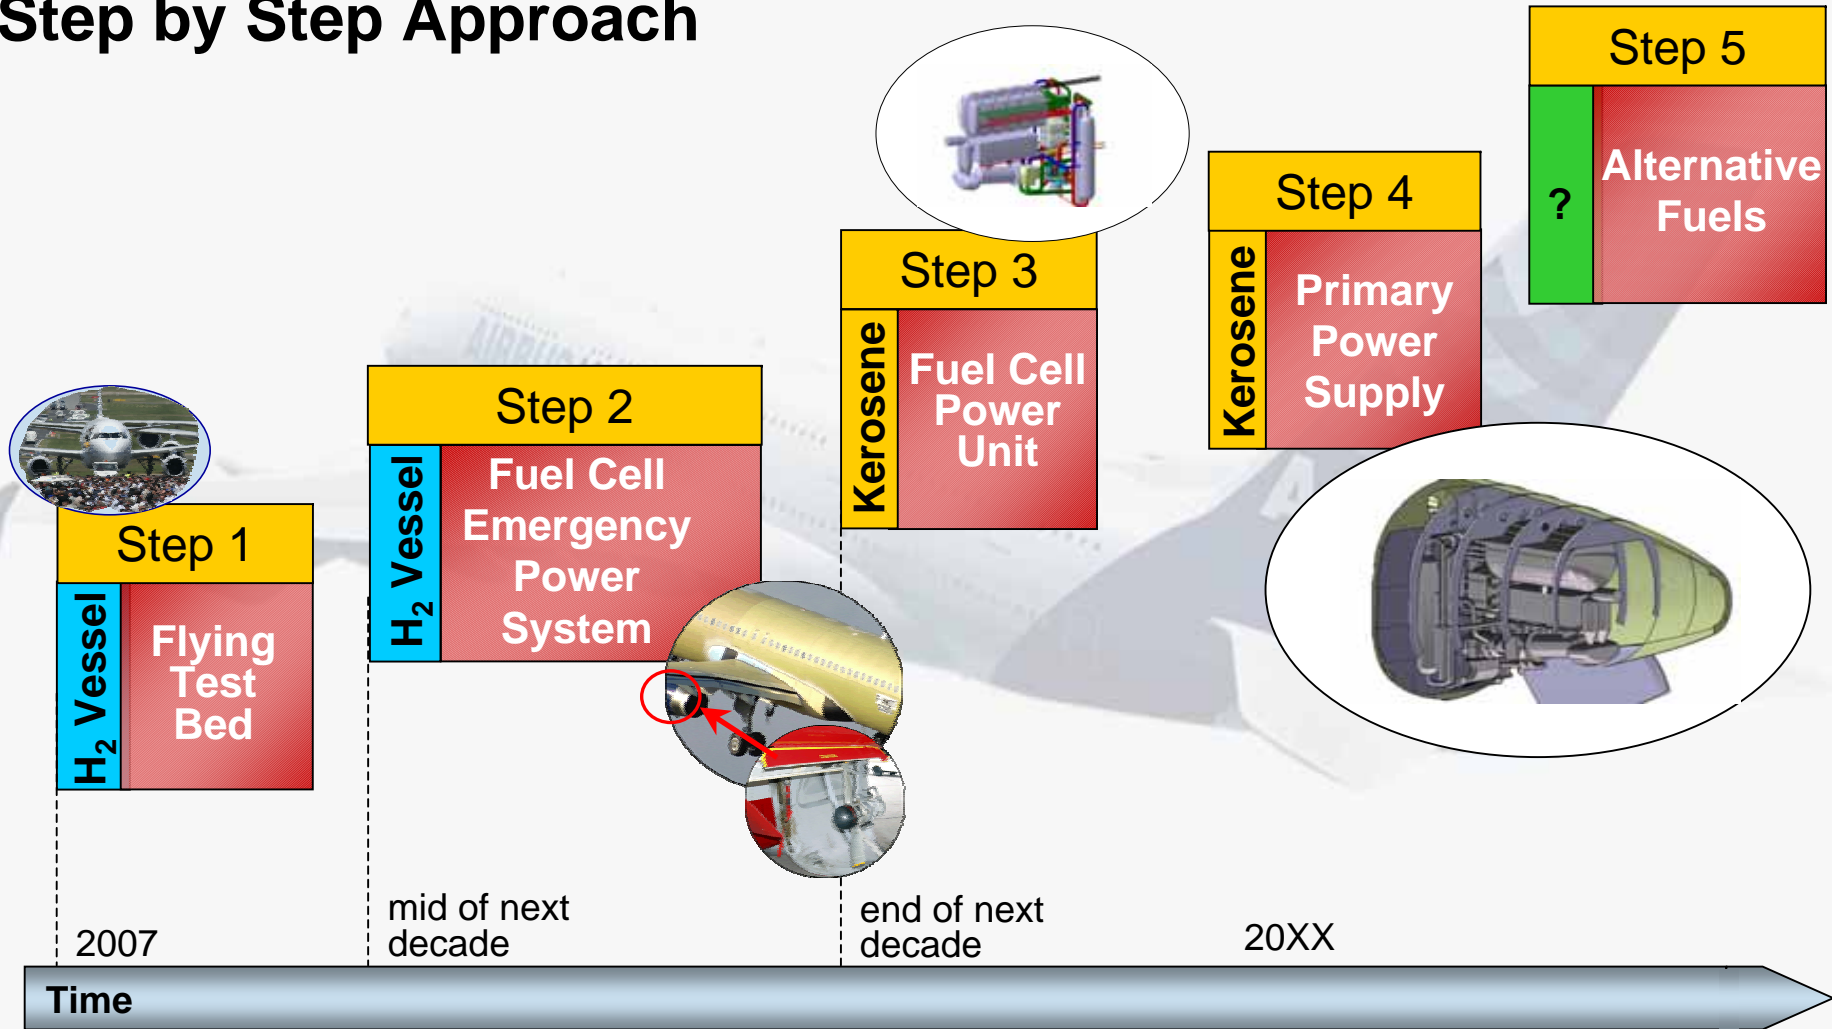 Step by Step Approach
Step 1
H2 Vessel
Flying
Test
Bed
Step 2
H2 Vessel
Fuel Cell
Emergency
Power
System
Step 3
Kerosene
Fuel Cell
Power
Unit
Step 4
Kerosene
Primary
Power
Supply
Step 5
?
Alternative
Fuels
2007
mid of next
decade
end of next
decade
20XX
Time
AIRBUS